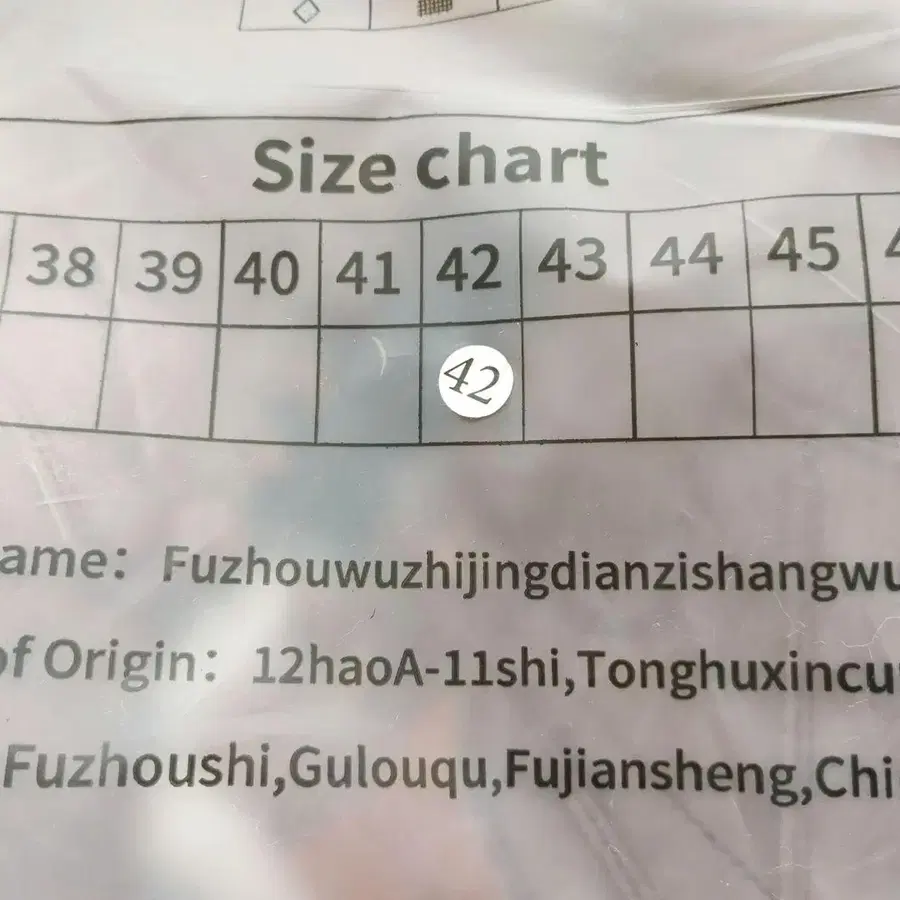 Size chart
38 39 40 41 42 43 44 45 4
42
ame: Fuzhouwuzhijingdianzishangwu
of Origin: 12haoA-11shi,Tonghuxincu
Fuzhoushi,Gulouqu,Fujiansheng,Chi